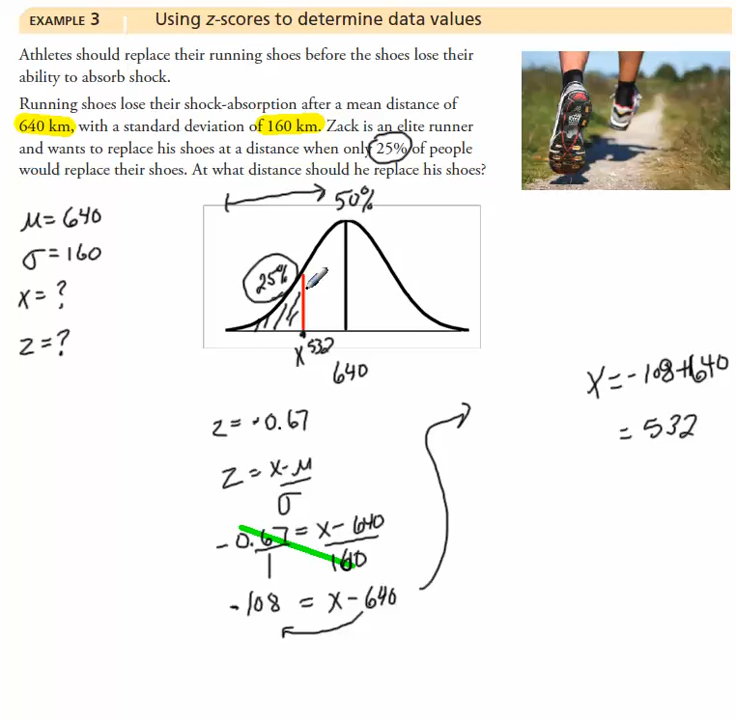 EXAMPLE 3 Using z-scores to determine data values
Athletes should replace their running shoes before the shoes lose their
ability to absorb shock.
Running shoes lose their shock-absorption after a mean distance of
640 km, with a standard deviation of 160 km. Zack is an elite runner
and wants to replace his shoes at a distance when only 25% of people
would replace their shoes. At what distance should he replace his shoes?
μ=640
σ=160
x=?
z=?
50%
25%
x 532
640
z=-0.67
z=x-μ
σ
-0.67=x-640
1 160
-108 = x-640
x=-108+640
=532